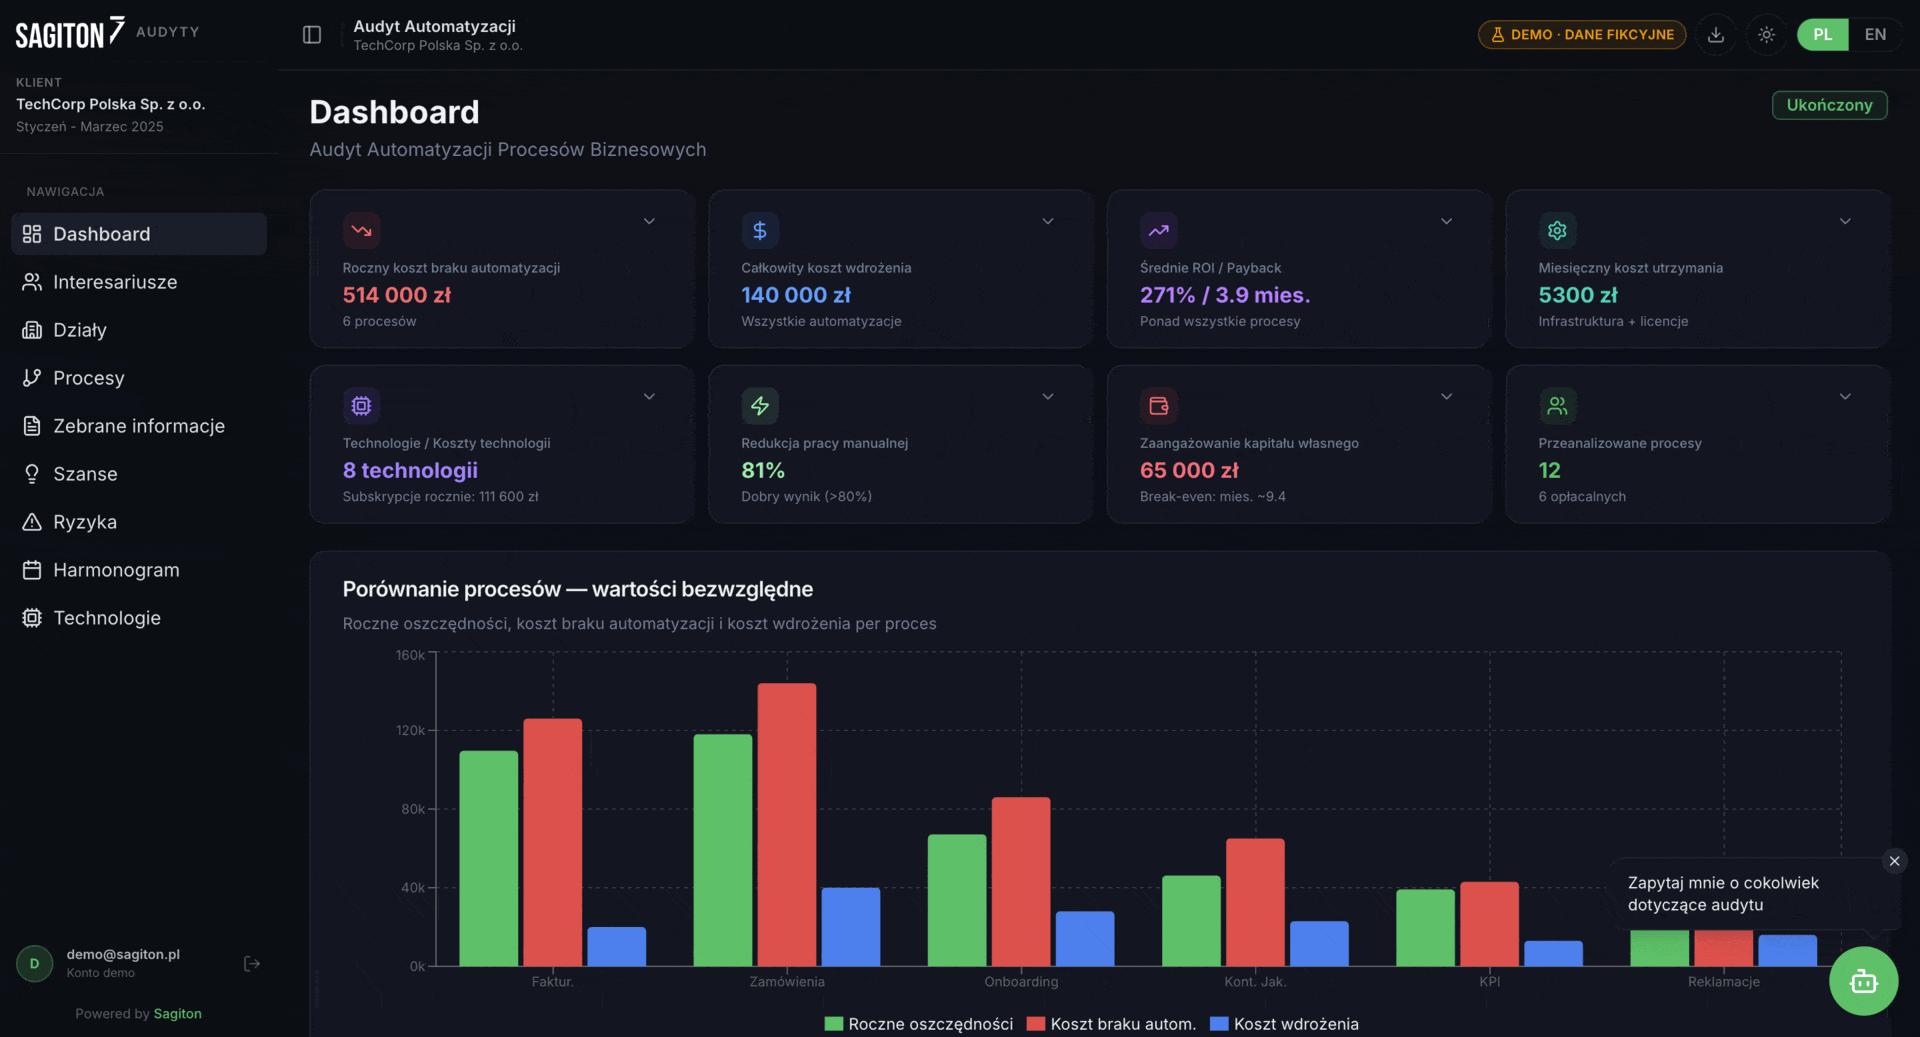 SAGITON AUDYTY
KLIENT
TechCorp Polska Sp. z o.o.
Styczeń - Marzec 2025
NAWIGACJA
Dashboard
Interesariusze
Działy
Procesy
Zebrane informacje
Szanse
Ryzyka
Harmonogram
Technologie
D
demo@sagiton.pl
Konto demo
Powered by Sagiton
Audyt Automatyzacji
TechCorp Polska Sp. z o.o.
DEMO · DANE FIKCYJNE
PL
EN
Dashboard
Audyt Automatyzacji Procesów Biznesowych
Ukończony
Roczny koszt braku automatyzacji
514 000 zł
6 procesów
Całkowity koszt wdrożenia
140 000 zł
Wszystkie automatyzacje
Średnie ROI / Payback
271% / 3.9 mies.
Ponad wszystkie procesy
Miesięczny koszt utrzymania
5300 zł
Infrastruktura + licencje
Technologie / Koszty technologii
8 technologii
Subskrypcje rocznie: 111 600 zł
Redukcja pracy manualnej
81%
Dobry wynik (>80%)
Zaangażowanie kapitału własnego
65 000 zł
Break-even: mies. ~9.4
Przeanalizowane procesy
12
6 opłacalnych
Porównanie procesów — wartości bezwzględne
Roczne oszczędności, koszt braku automatyzacji i koszt wdrożenia per proces
160k
120k
80k
40k
0k
Faktur.
Zamówienia
Onboarding
Kont. Jak.
KPI
Reklamacje
Roczne oszczędności
Koszt braku autom.
Koszt wdrożenia
Zapytaj mnie o cokolwiek
dotyczące audytu